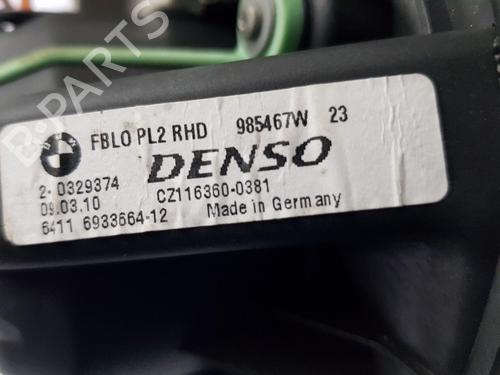 FBLO PL2 RHD 985467W 23
DENSO
2-0329374 CZ116360-0381
09.03.10 Made in Germany
6411 6933664-12
B-PARTS